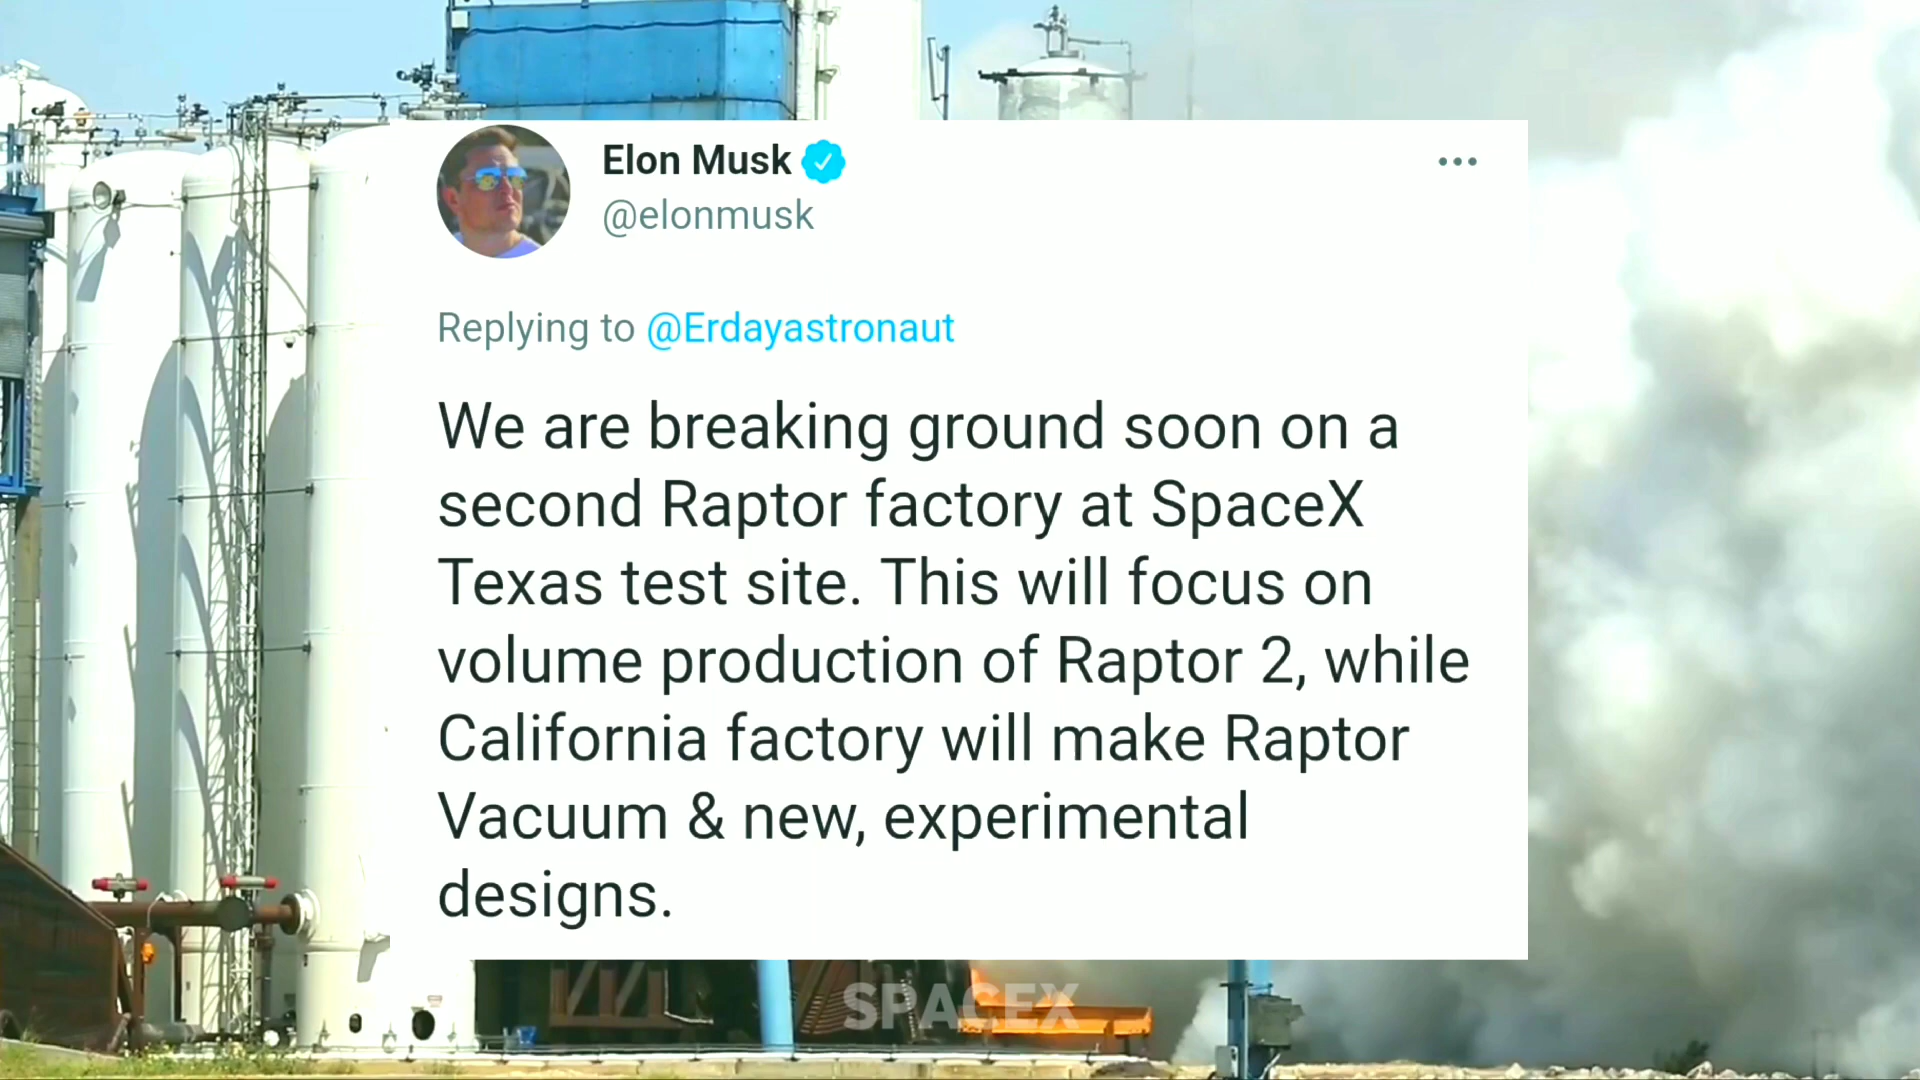 Elon Musk
@elonmusk
Replying to @Erdayastronaut
We are breaking ground soon on a
second Raptor factory at SpaceX
Texas test site. This will focus on
volume production of Raptor 2, while
California factory will make Raptor
Vacuum & new, experimental
designs.
SPACEX